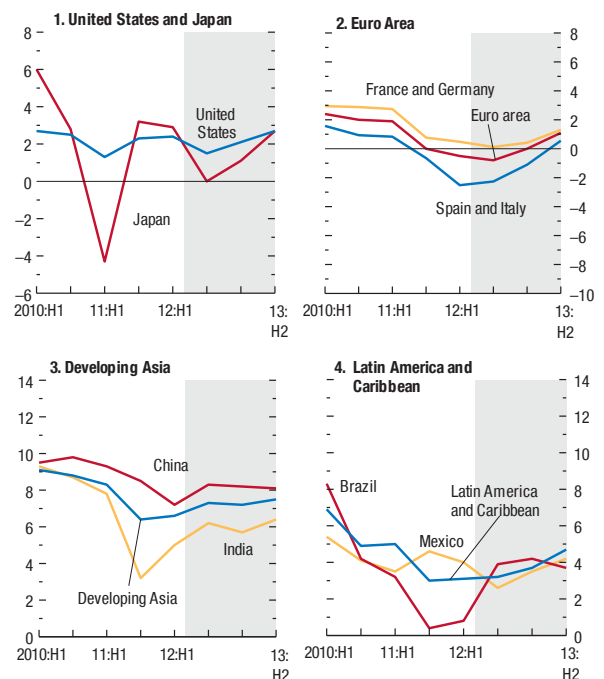 1. United States and Japan
8
6
4
2
0
–2
–4
–6
United
States
Japan
2010:H1
11:H1
12:H1
13:
H2
2. Euro Area
8
6
4
2
0
–2
–4
–6
–8
–10
France and Germany
Euro area
Spain and Italy
2010:H1
11:H1
12:H1
13:
H2
3. Developing Asia
14
12
10
8
6
4
2
0
China
India
Developing Asia
2010:H1
11:H1
12:H1
13:
H2
4. Latin America and
Caribbean
14
12
10
8
6
4
2
0
Brazil
Latin America
and Caribbean
Mexico
2010:H1
11:H1
12:H1
13:
H2